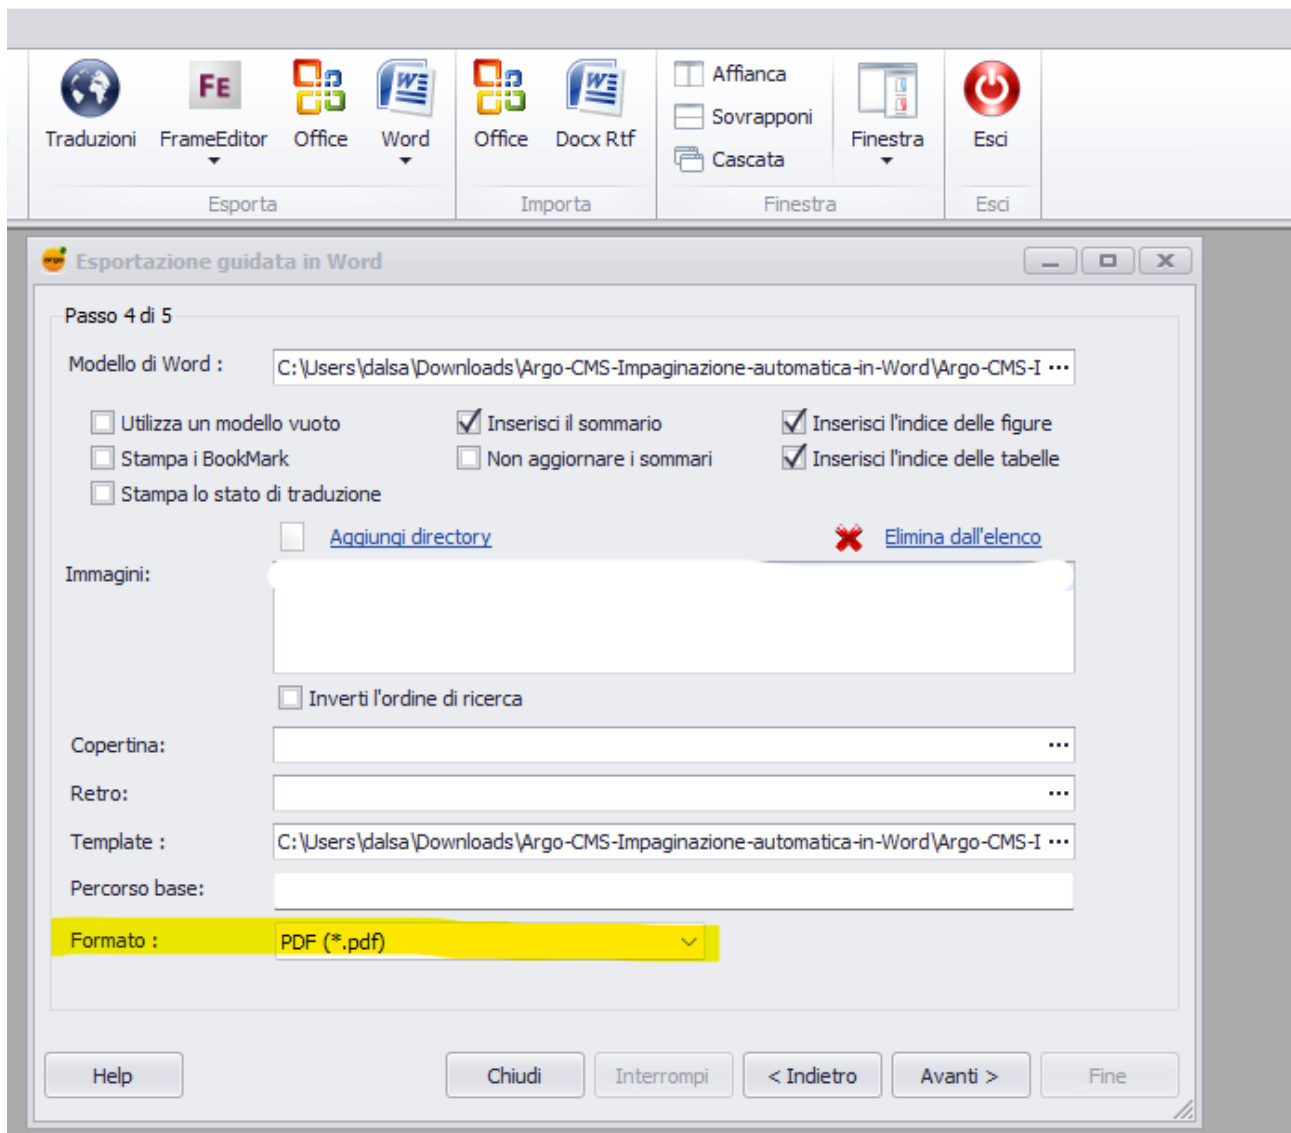 FE
Traduzioni FrameEditor Office Word Office Docx Rtf Affianca Sovrapponi Cascata Finestra Esci
Esporta Importa Finestra Esci
argo Esportazione guidata in Word
Passo 4 di 5
Modello di Word : C:\Users\dalsa\Downloads\Argo-CMS-Impaginazione-automatica-in-Word\Argo-CMS-I ...
Utilizza un modello vuoto Inserisci il sommario Inserisci l'indice delle figure
Stampa i BookMark Non aggiornare i sommari Inserisci l'indice delle tabelle
Stampa lo stato di traduzione
Aggiungi directory Elimina dall'elenco
Immagini:
Inverti l'ordine di ricerca
Copertina: ...
Retro: ...
Template : C:\Users\dalsa\Downloads\Argo-CMS-Impaginazione-automatica-in-Word\Argo-CMS-I ...
Percorso base:
Formato : PDF (*.pdf)
Help Chiudi Interrompi < Indietro Avanti > Fine